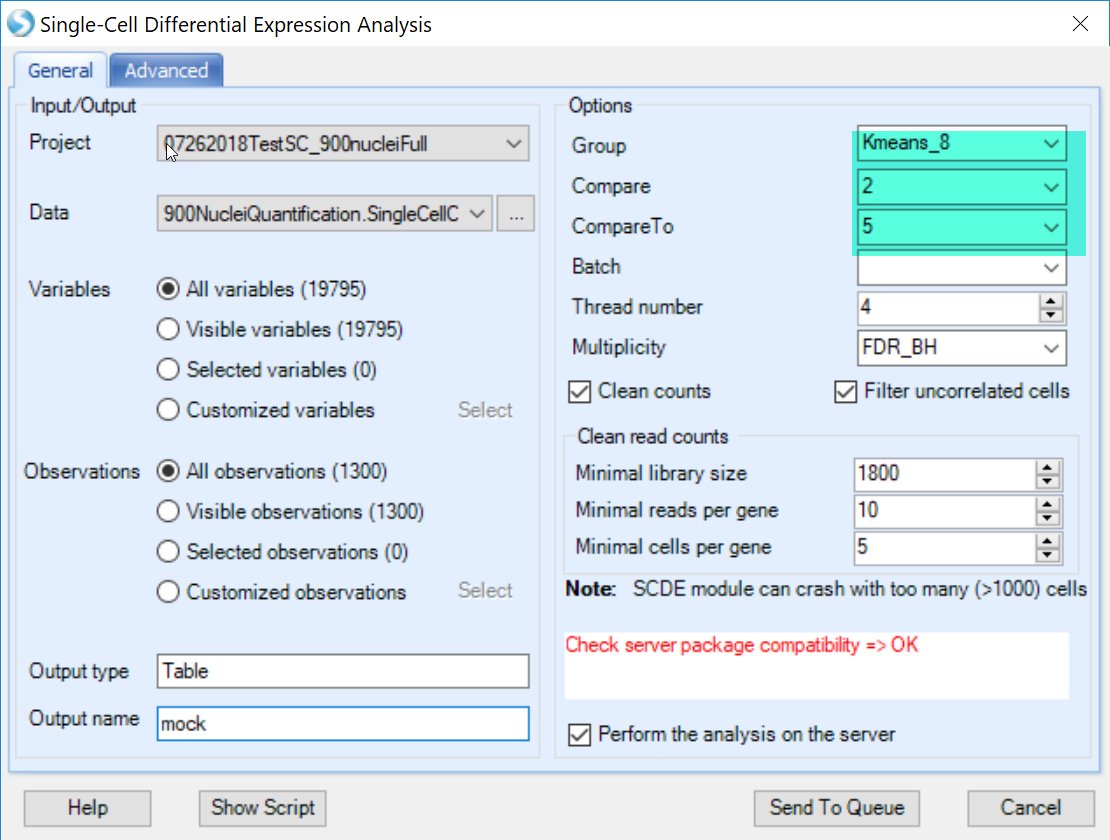 Single-Cell Differential Expression Analysis
General
Advanced
Input/Output
Project
07262018TestSC_900nucleiFull
Data
900NucleiQuantification.SingleCellC
...
Variables
All variables (19795)
Visible variables (19795)
Selected variables (0)
Customized variables
Select
Observations
All observations (1300)
Visible observations (1300)
Selected observations (0)
Customized observations
Select
Output type
Table
Output name
mock
Options
Group
Kmeans_8
Compare
2
CompareTo
5
Batch
Thread number
4
Multiplicity
FDR_BH
Clean counts
Filter uncorrelated cells
Clean read counts
Minimal library size
1800
Minimal reads per gene
10
Minimal cells per gene
5
Note: SCDE module can crash with too many (>1000) cells
Check server package compatibility => OK
Perform the analysis on the server
Help
Show Script
Send To Queue
Cancel